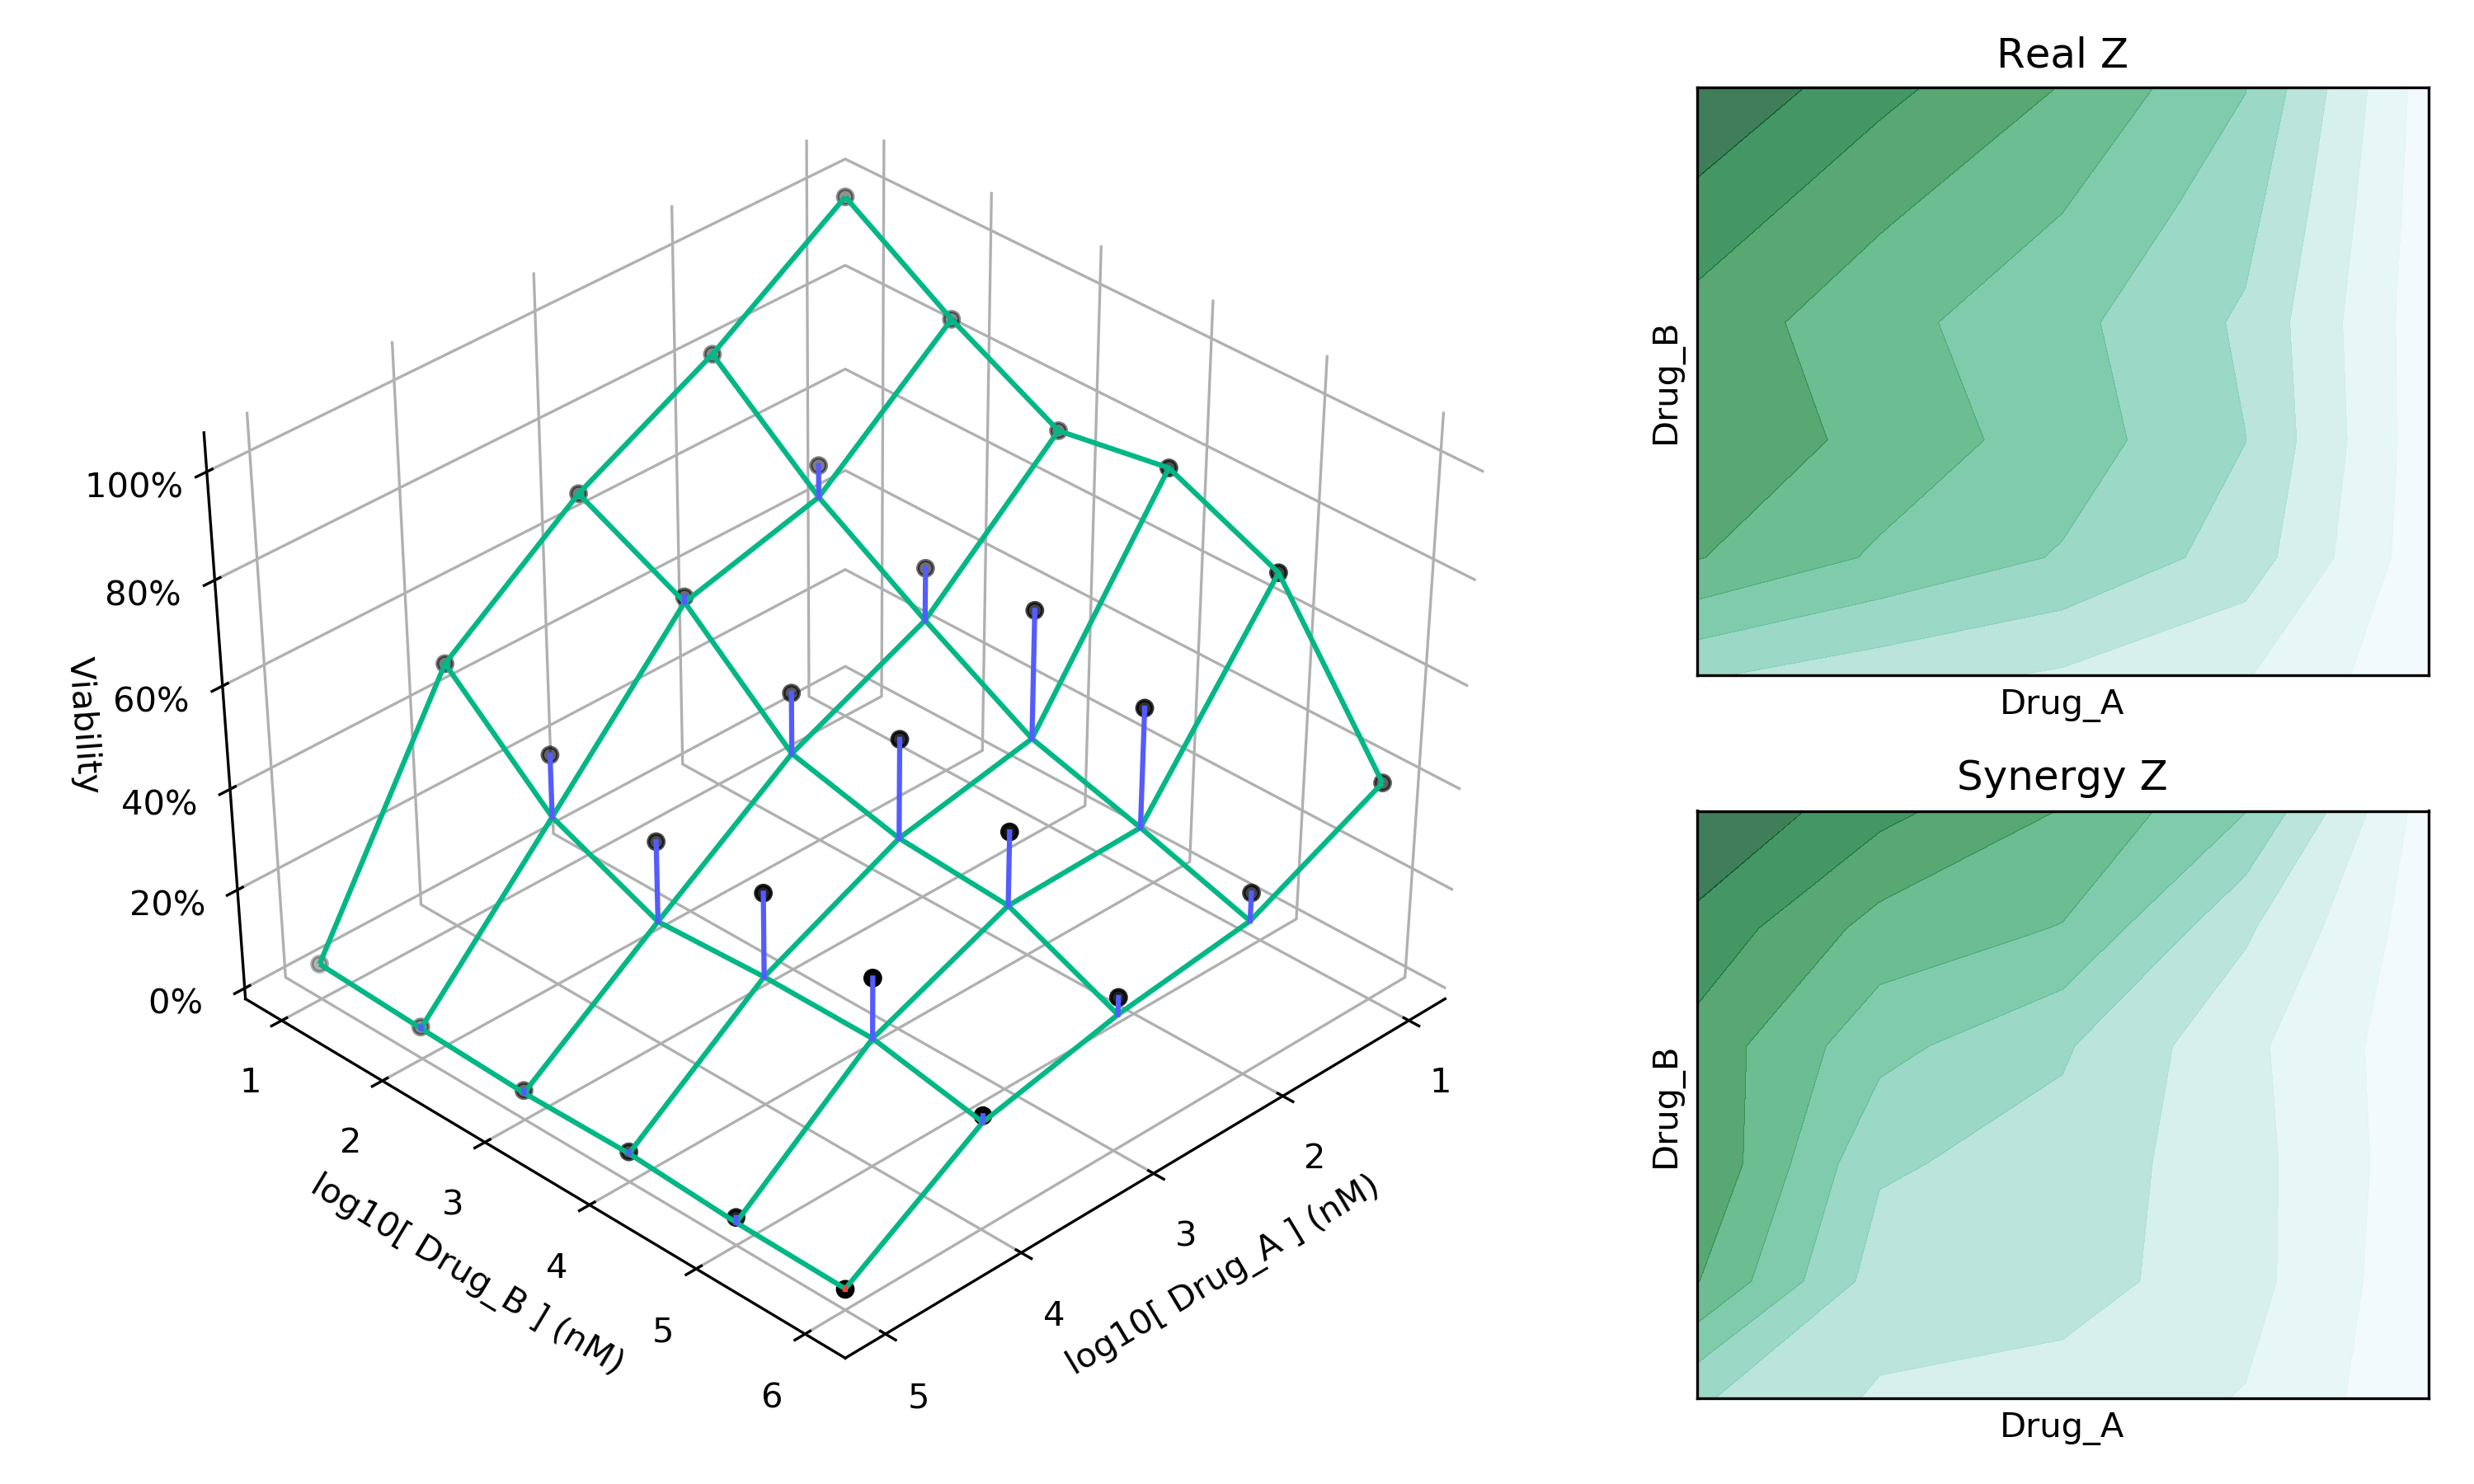 100%
80%
60%
40%
20%
0%
Viability
1
2
3
4
5
6
log10[ Drug_B ] (nM)
1
2
3
4
5
log10[ Drug_A ] (nM)
Real Z
Drug_B
Drug_A
Synergy Z
Drug_B
Drug_A